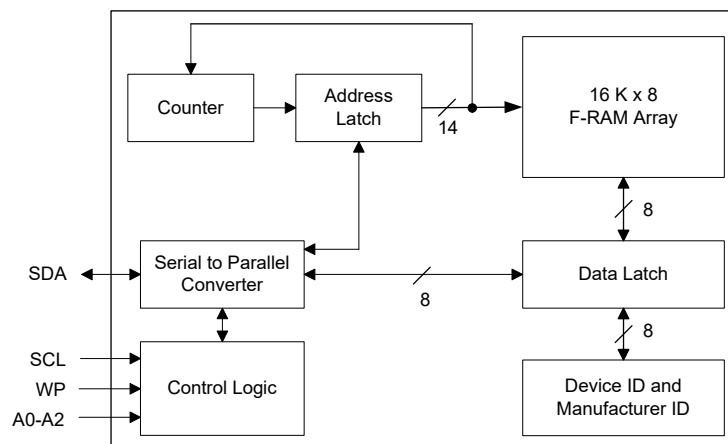 Counter
Address
Latch
14
16 K x 8
F-RAM Array
8
SDA
Serial to Parallel
Converter
8
Data Latch
8
SCL
WP
A0-A2
Control Logic
Device ID and
Manufacturer ID